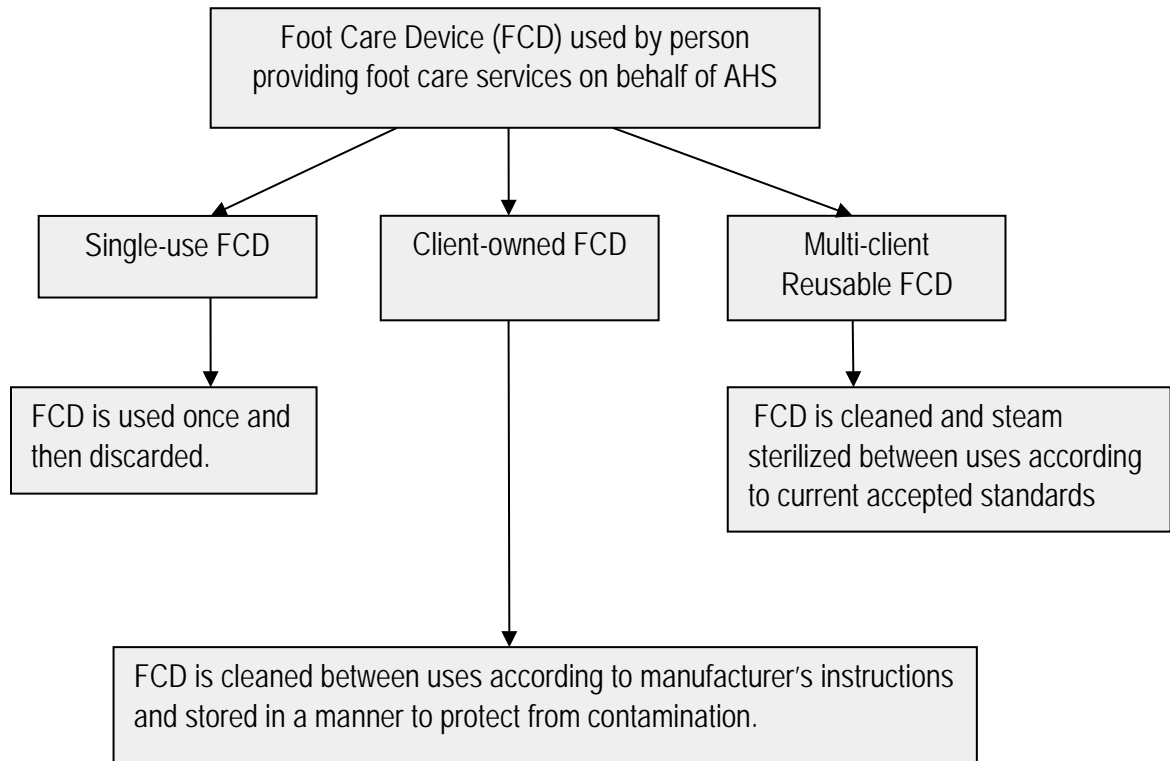 Foot Care Device (FCD) used by person
providing foot care services on behalf of AHS
Single-use FCD
Client-owned FCD
Multi-client
Reusable FCD
FCD is used once and
then discarded.
FCD is cleaned and steam
sterilized between uses according
to current accepted standards
FCD is cleaned between uses according to manufacturer’s instructions
and stored in a manner to protect from contamination.